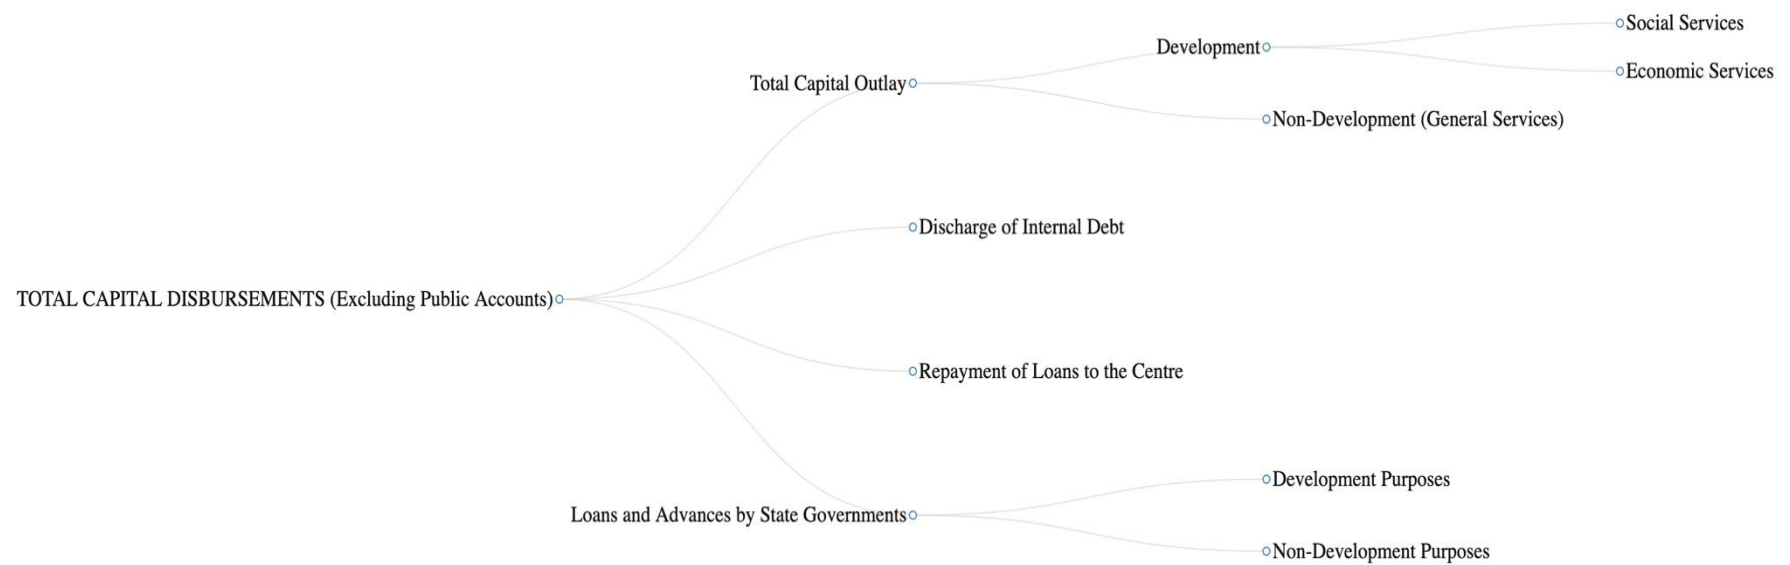 Social Services
Development
Economic Services
Total Capital Outlay
Non-Development (General Services)
Discharge of Internal Debt
TOTAL CAPITAL DISBURSEMENTS (Excluding Public Accounts)
Repayment of Loans to the Centre
Development Purposes
Loans and Advances by State Governments
Non-Development Purposes